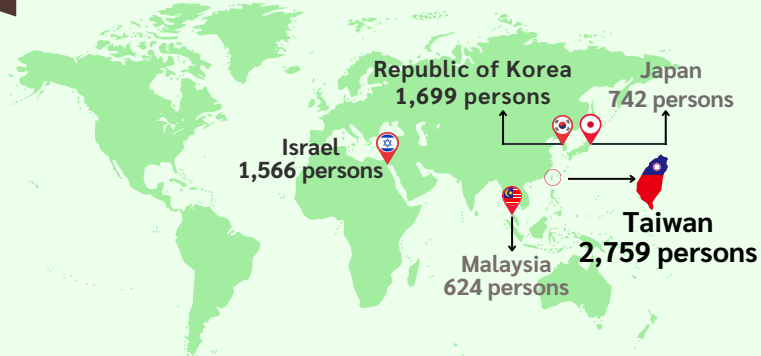 Republic of Korea
1,699 persons
Japan
742 persons
Israel
1,566 persons
Taiwan
2,759 persons
Malaysia
624 persons